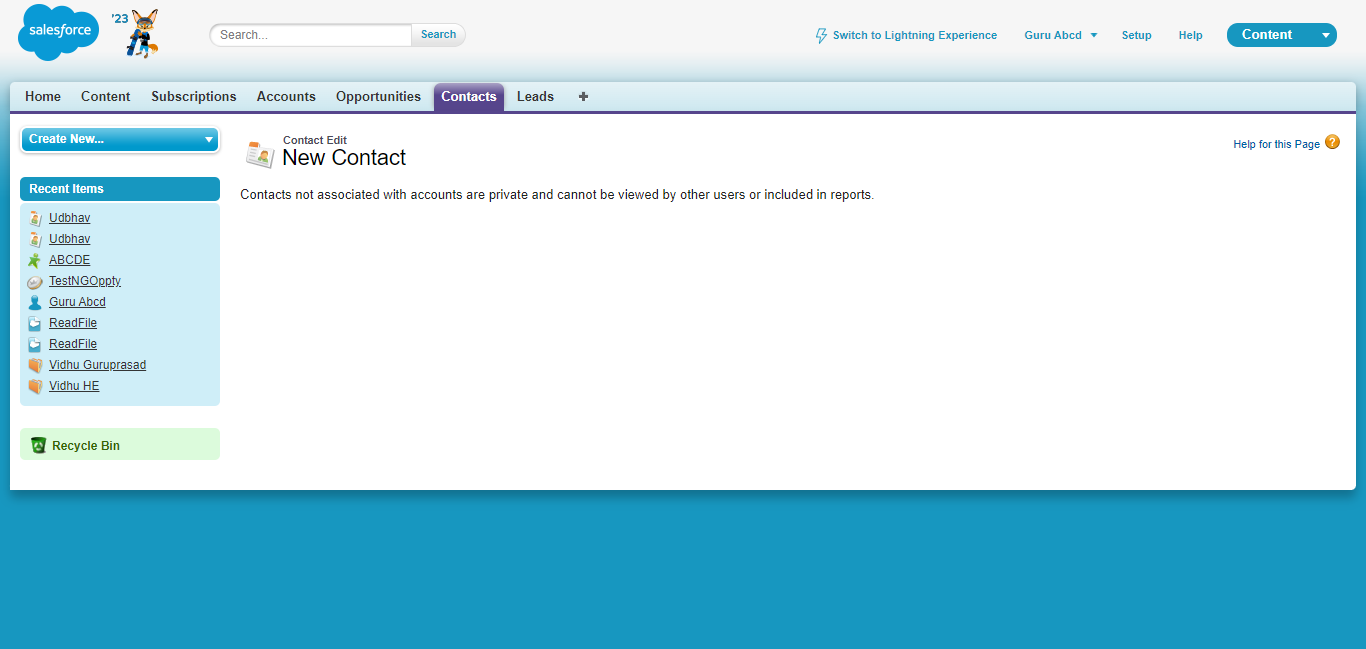 salesforce
'23
Search...
Search
Switch to Lightning Experience
Guru Abcd
Setup
Help
Content
Home
Content
Subscriptions
Accounts
Opportunities
Contacts
Leads
+
Create New...
Contact Edit
New Contact
Help for this Page ?
Recent Items
Contacts not associated with accounts are private and cannot be viewed by other users or included in reports.
Udbhav
Udbhav
ABCDE
TestNGOppty
Guru Abcd
ReadFile
ReadFile
Vidhu Guruprasad
Vidhu HE
Recycle Bin